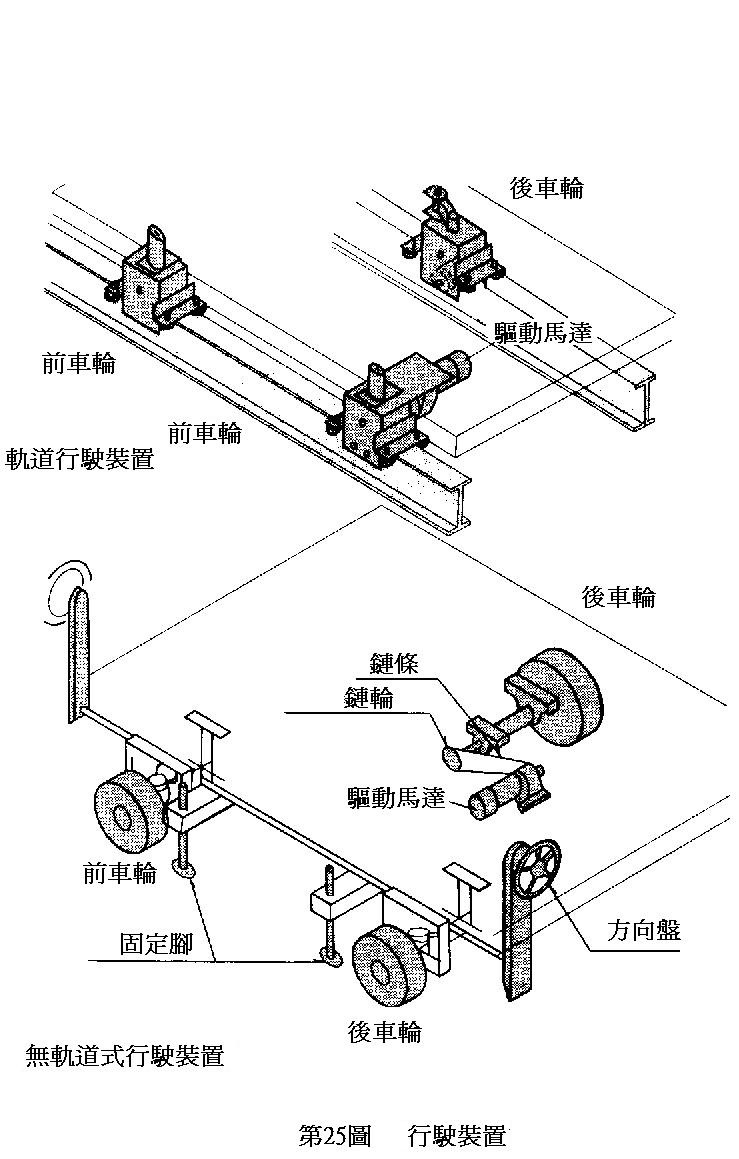 後車輪
驅動馬達
前車輪
前車輪
軌道行駛裝置
後車輪
鏈條
鏈輪
驅動馬達
前車輪
方向盤
固定腳
後車輪
無軌道式行駛裝置
第25圖 行駛裝置